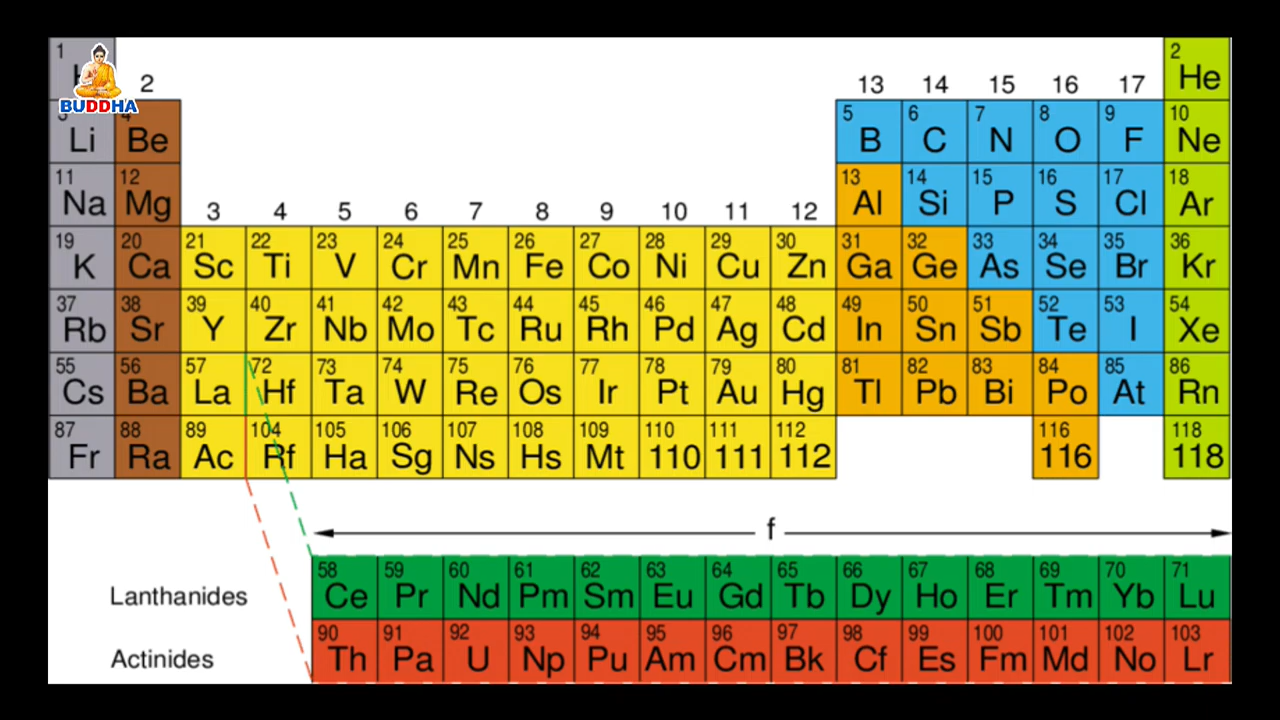 1 2
H 2 13 14 15 16 17 He
BUDDHA
3 4 5 6 7 8 9 10
Li Be B C N O F Ne
11 12 13 14 15 16 17 18
Na Mg 3 4 5 6 7 8 9 10 11 12 Al Si P S Cl Ar
19 20 21 22 23 24 25 26 27 28 29 30 31 32 33 34 35 36
K Ca Sc Ti V Cr Mn Fe Co Ni Cu Zn Ga Ge As Se Br Kr
37 38 39 40 41 42 43 44 45 46 47 48 49 50 51 52 53 54
Rb Sr Y Zr Nb Mo Tc Ru Rh Pd Ag Cd In Sn Sb Te I Xe
55 56 57 72 73 74 75 76 77 78 79 80 81 82 83 84 85 86
Cs Ba La Hf Ta W Re Os Ir Pt Au Hg Tl Pb Bi Po At Rn
87 88 89 104 105 106 107 108 109 110 111 112 116 118
Fr Ra Ac Rf Ha Sg Ns Hs Mt 110 111 112 116 118
f
58 59 60 61 62 63 64 65 66 67 68 69 70 71
Lanthanides Ce Pr Nd Pm Sm Eu Gd Tb Dy Ho Er Tm Yb Lu
90 91 92 93 94 95 96 97 98 99 100 101 102 103
Actinides Th Pa U Np Pu Am Cm Bk Cf Es Fm Md No Lr